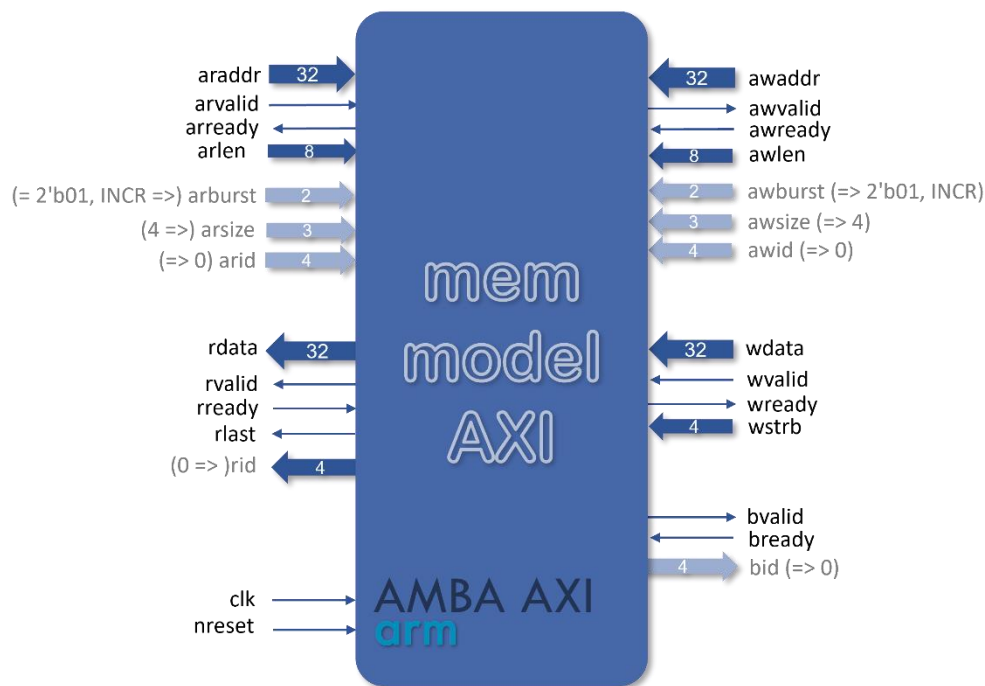 araddr 32
arvalid
arready
arlen 8
(= 2'b01, INCR =>) arburst 2
(4 =>) arsize 3
(=> 0) arid 4
rdata 32
rvalid
rready
rlast
(0 => )rid 4
clk
nreset
mem
model
AXI
AMBA AXI
arm
32 awaddr
awvalid
awready
8 awlen
2 awburst (=> 2'b01, INCR)
3 awsize (=> 4)
4 awid (=> 0)
32 wdata
wvalid
wready
4 wstrb
bvalid
bready
4 bid (=> 0)